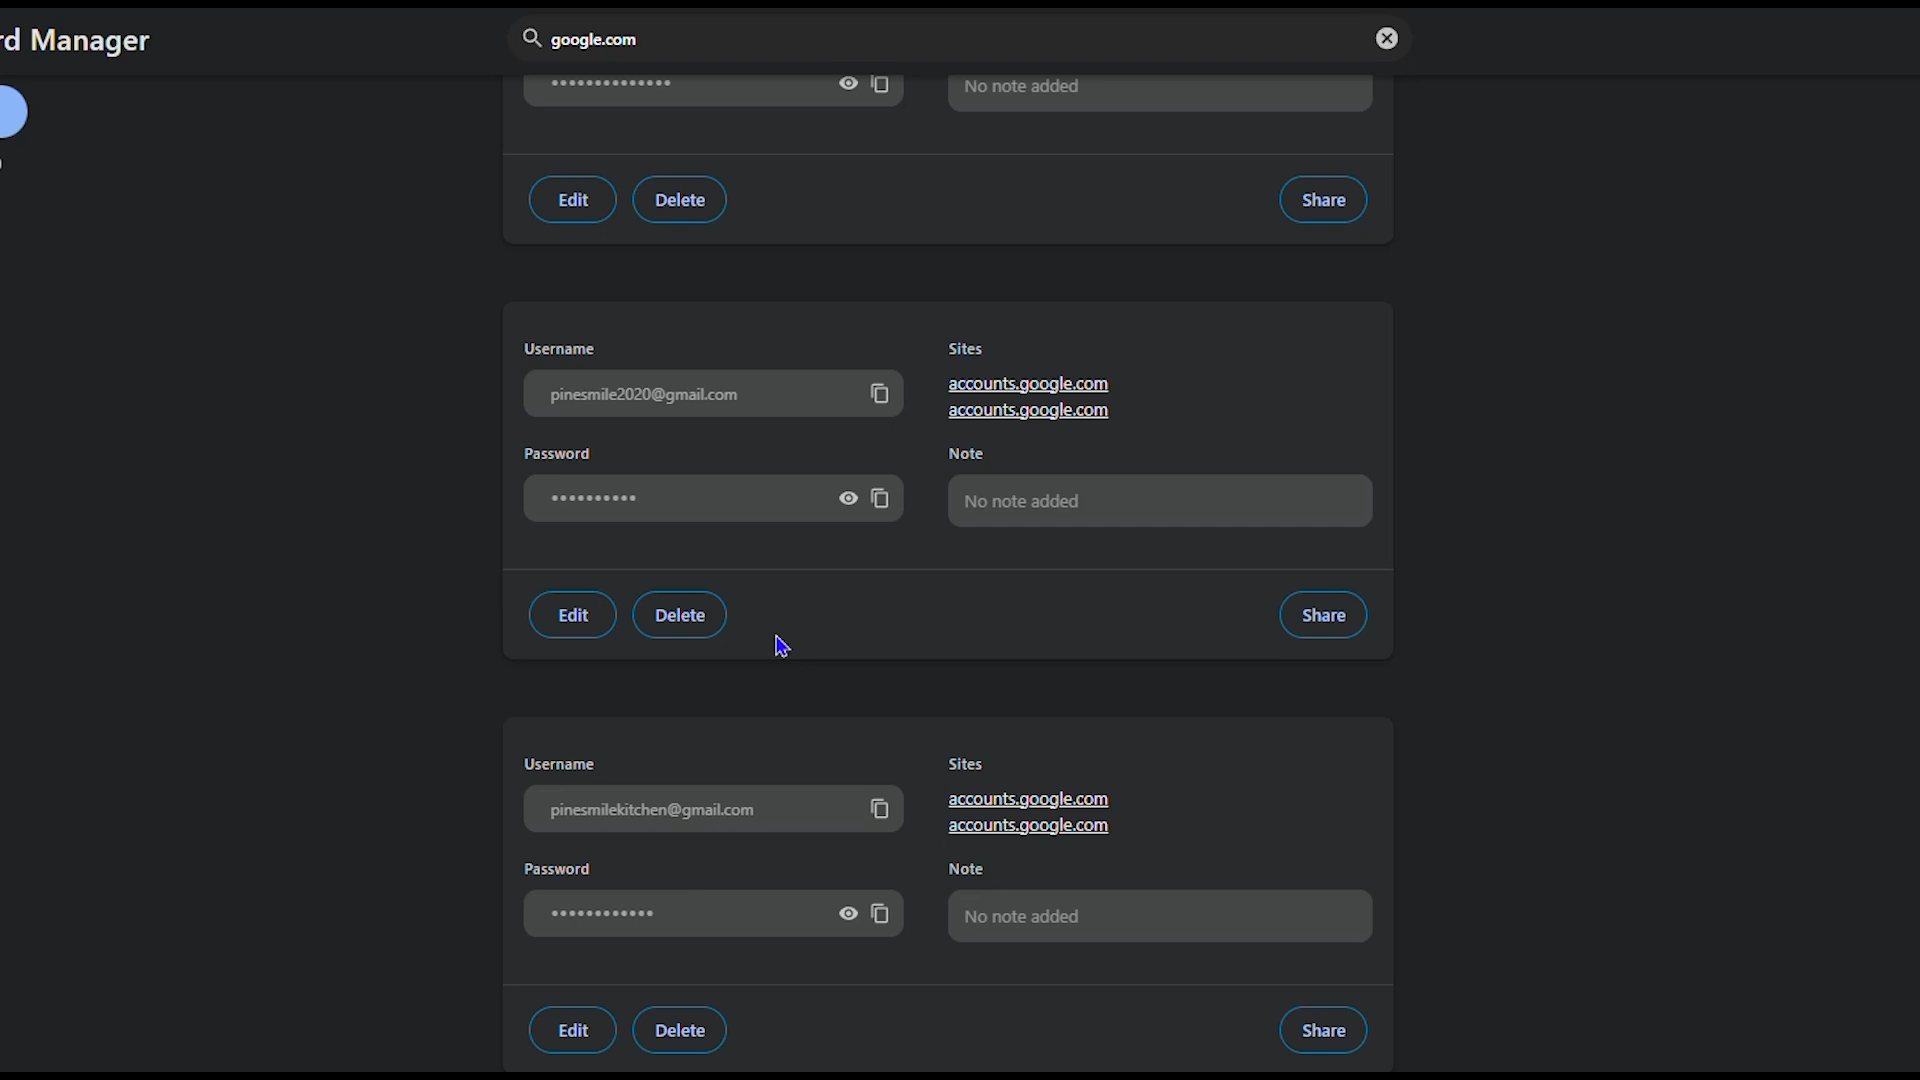 rd Manager
google.com
••••••••••••••
No note added
Edit
Delete
Share
Username
Sites
pinesmile2020@gmail.com
accounts.google.com
accounts.google.com
Password
Note
••••••••••
No note added
Edit
Delete
Share
Username
Sites
pinesmilekitchen@gmail.com
accounts.google.com
accounts.google.com
Password
Note
••••••••••••
No note added
Edit
Delete
Share